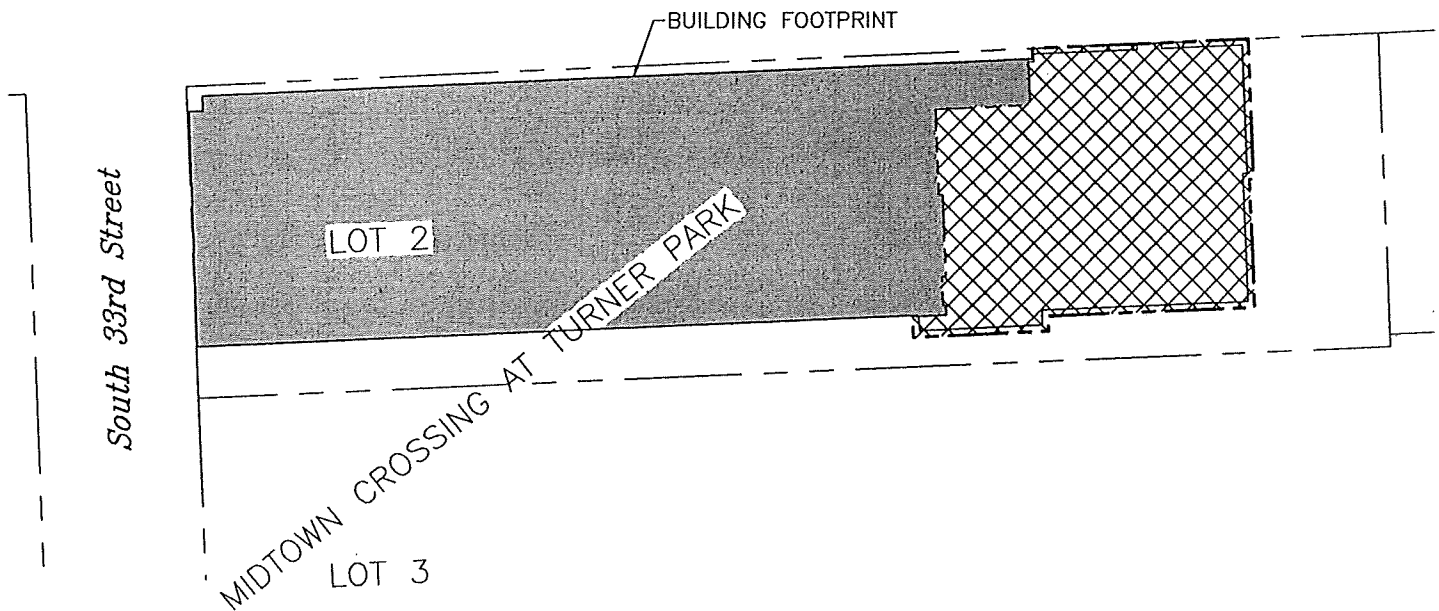 BUILDING FOOTPRINT
South 33rd Street
LOT 2
MIDTOWN CROSSING AT TURNER PARK
LOT 3